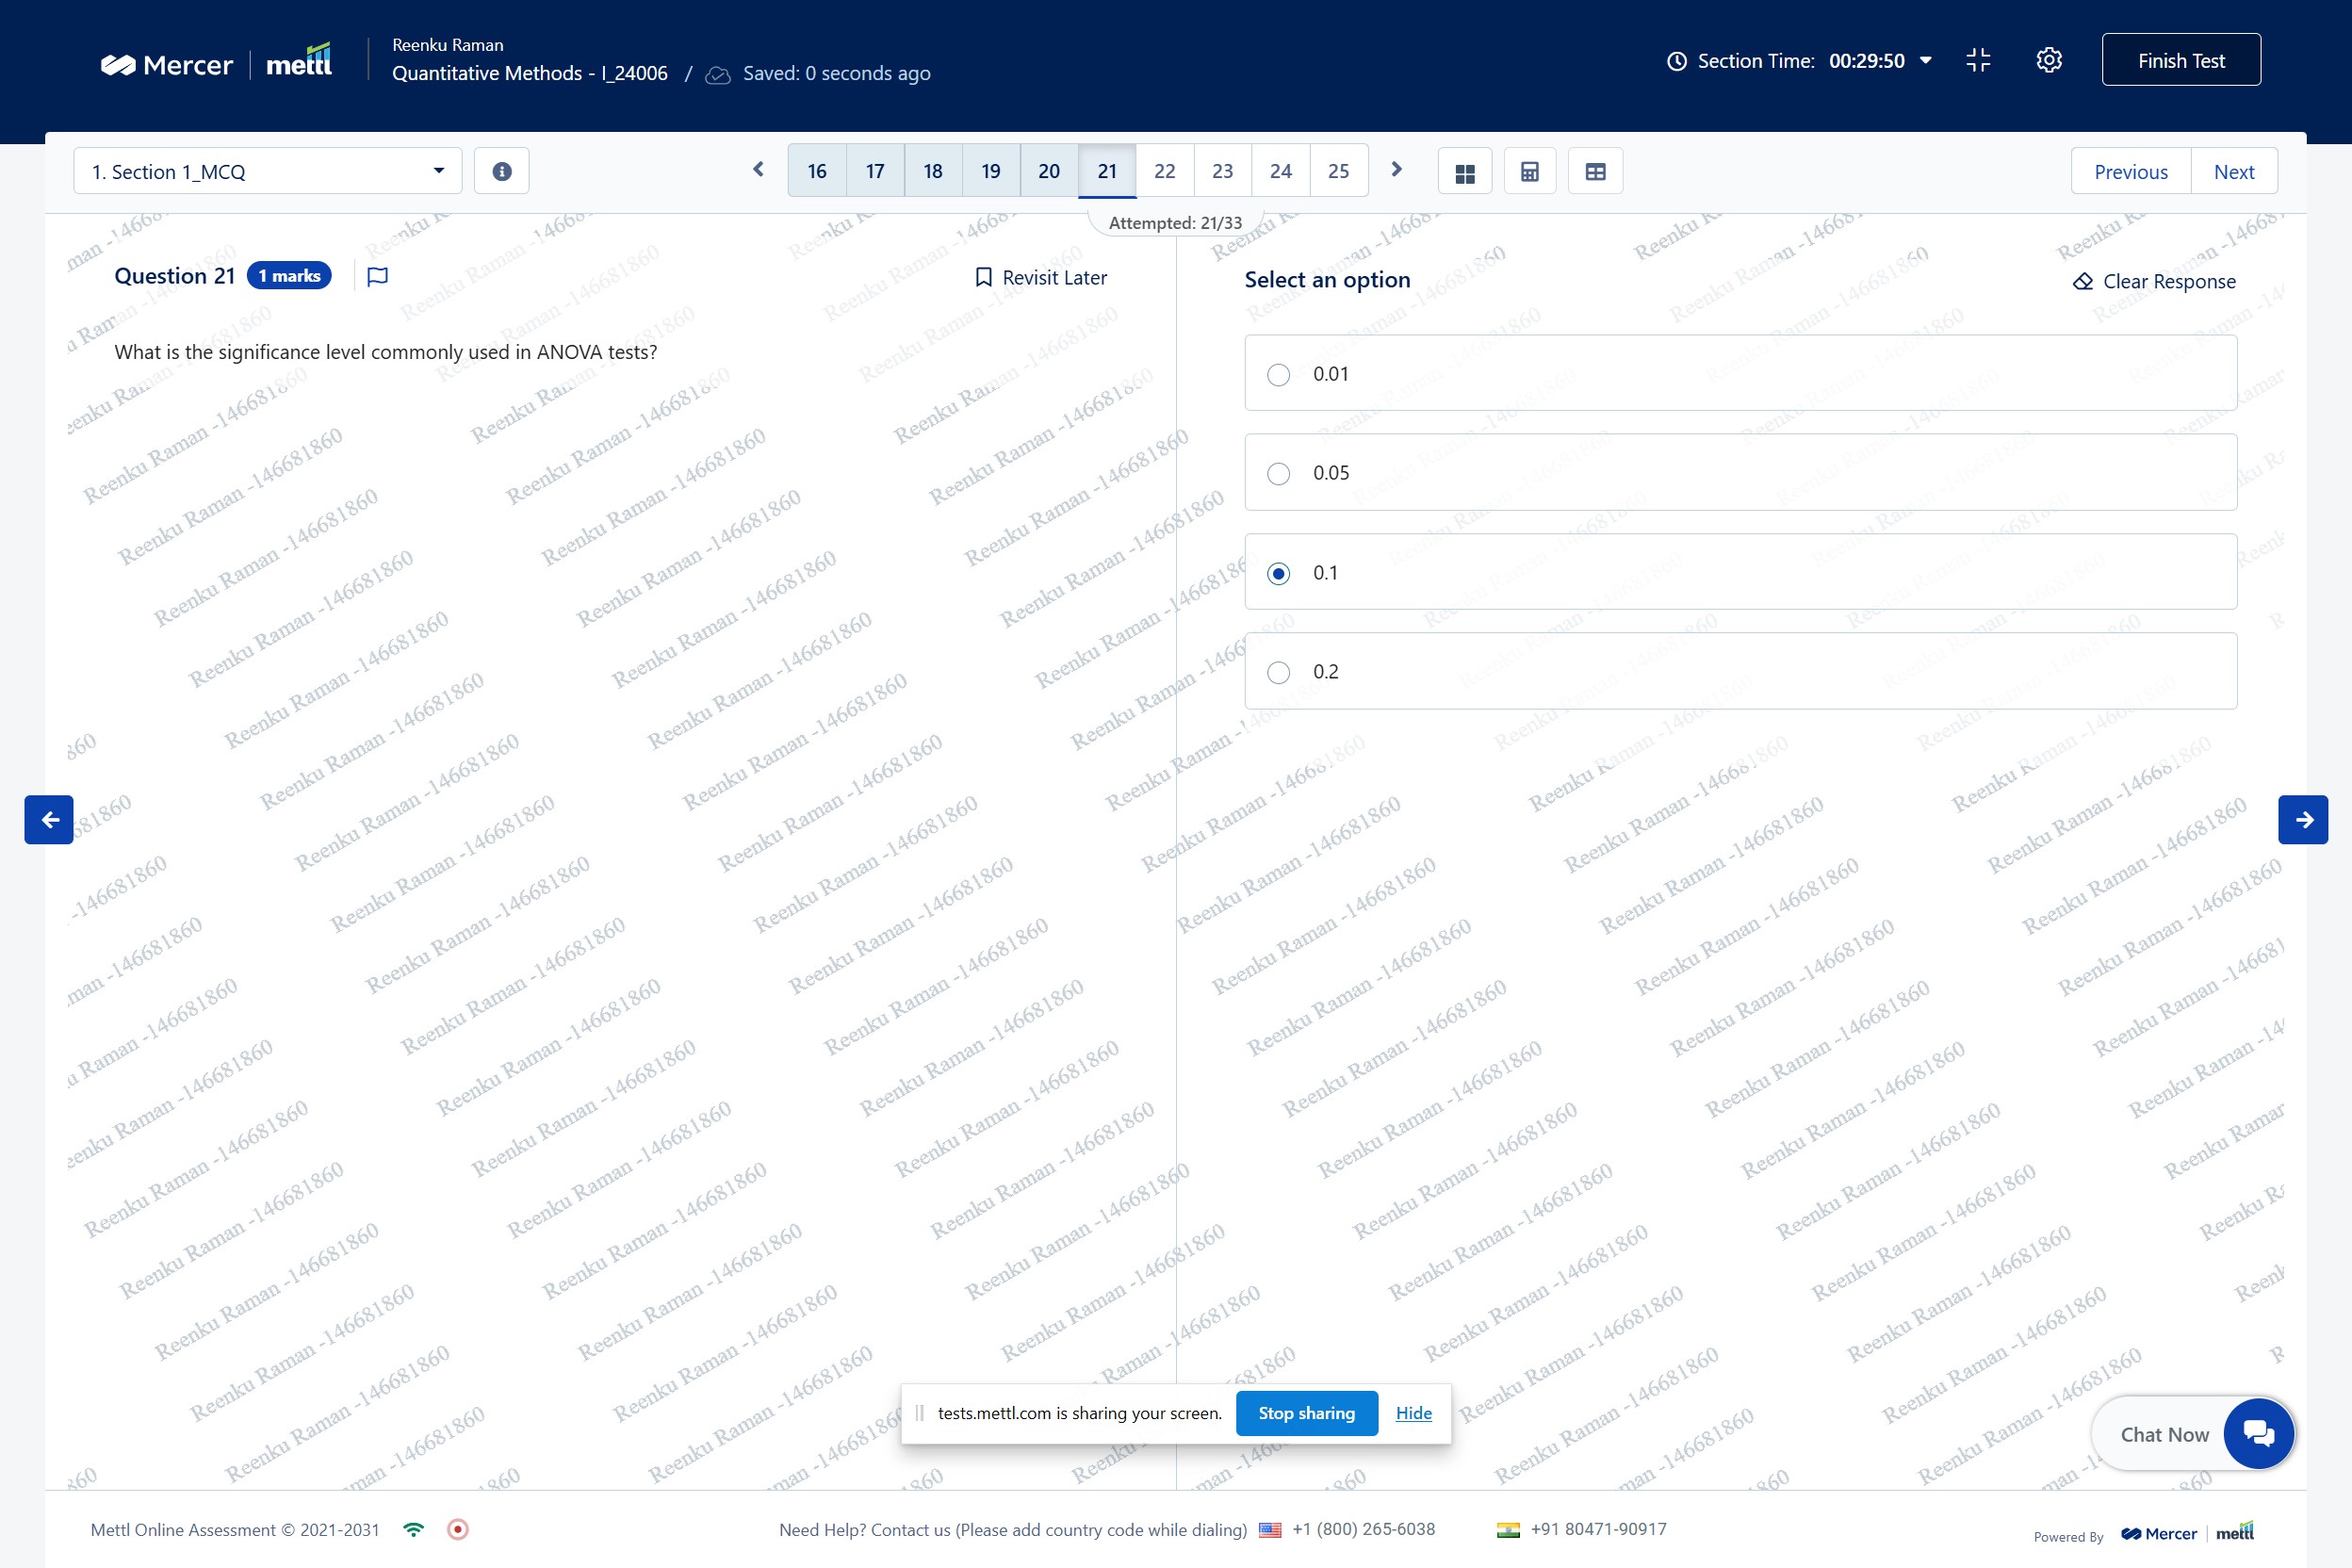 Mercer | mettl
Reenku Raman
Quantitative Methods - I_24006 / Saved: 0 seconds ago
Section Time: 00:29:50
Finish Test
1. Section 1_MCQ
16 17 18 19 20 21 22 23 24 25
Previous Next
Attempted: 21/33
Question 21 1 marks
Revisit Later
What is the significance level commonly used in ANOVA tests?
Select an option
Clear Response
0.01
0.05
0.1
0.2
Reenku Raman -146681860
tests.mettl.com is sharing your screen. Stop sharing Hide
Chat Now
Mettl Online Assessment © 2021-2031
Need Help? Contact us (Please add country code while dialing) +1 (800) 265-6038 +91 80471-90917
Powered By Mercer | mettl